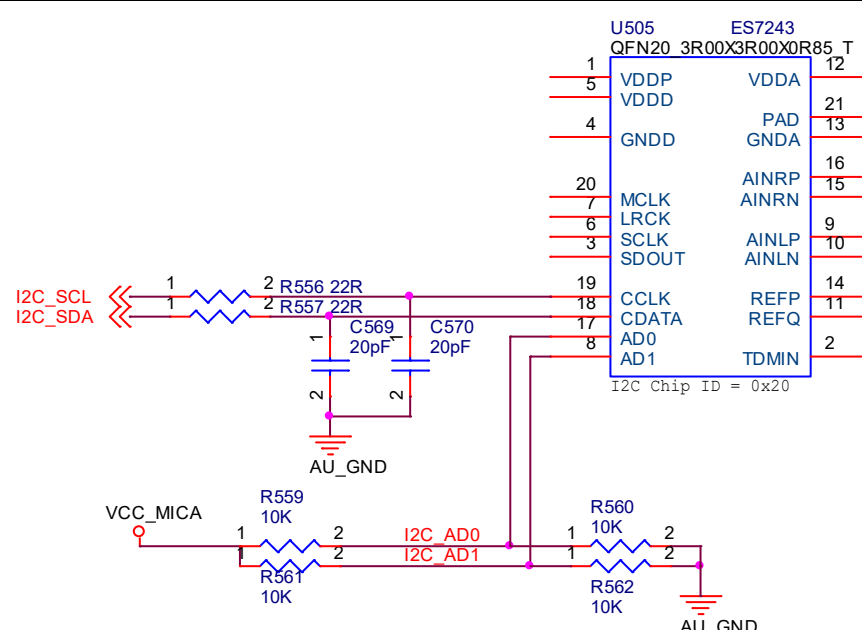 U505 ES7243
QFN20_3R00X3R00X0R85_T
1 VDDP VDDA 12
5 VDDD
PAD 21
4 GNDD GNDA 13
AINRP 16
20 MCLK AINRN 15
7 LRCK
6 SCLK AINLP 9
3 SDOUT AINLN 10
I2C_SCL 1 2 R556 22R 19 CCLK REFP 14
I2C_SDA 1 2 R557 22R 18 CDATA REFQ 11
17 AD0
8 AD1 TDMIN 2
I2C Chip ID = 0x20
1 C569 1 C570
20pF 20pF
2 2
AU_GND
VCC_MICA
R559 R560
10K 10K
1 2 I2C_AD0 1 2
1 2 I2C_AD1 1 2
R561 R562
10K 10K
AU_GND